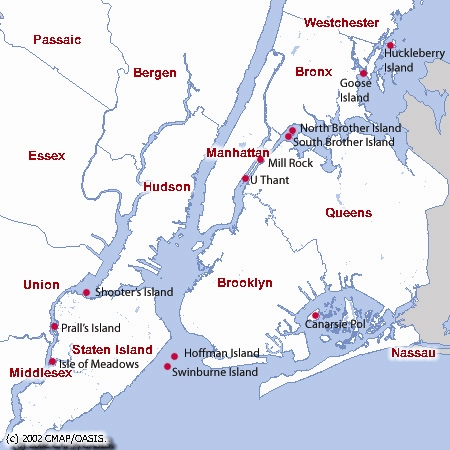 Westchester
Passaic
Huckleberry
Island
Bergen
Bronx
Goose
Island
North Brother Island
South Brother Island
Manhattan
Mill Rock
Essex
U Thant
Hudson
Queens
Union
Brooklyn
Shooter's Island
Canarsie Pol
Prall's Island
Staten Island
Hoffman Island
Nassau
Isle of Meadows
Middlesex
Swinburne Island
(c) 2002 CMAP/OASIS.